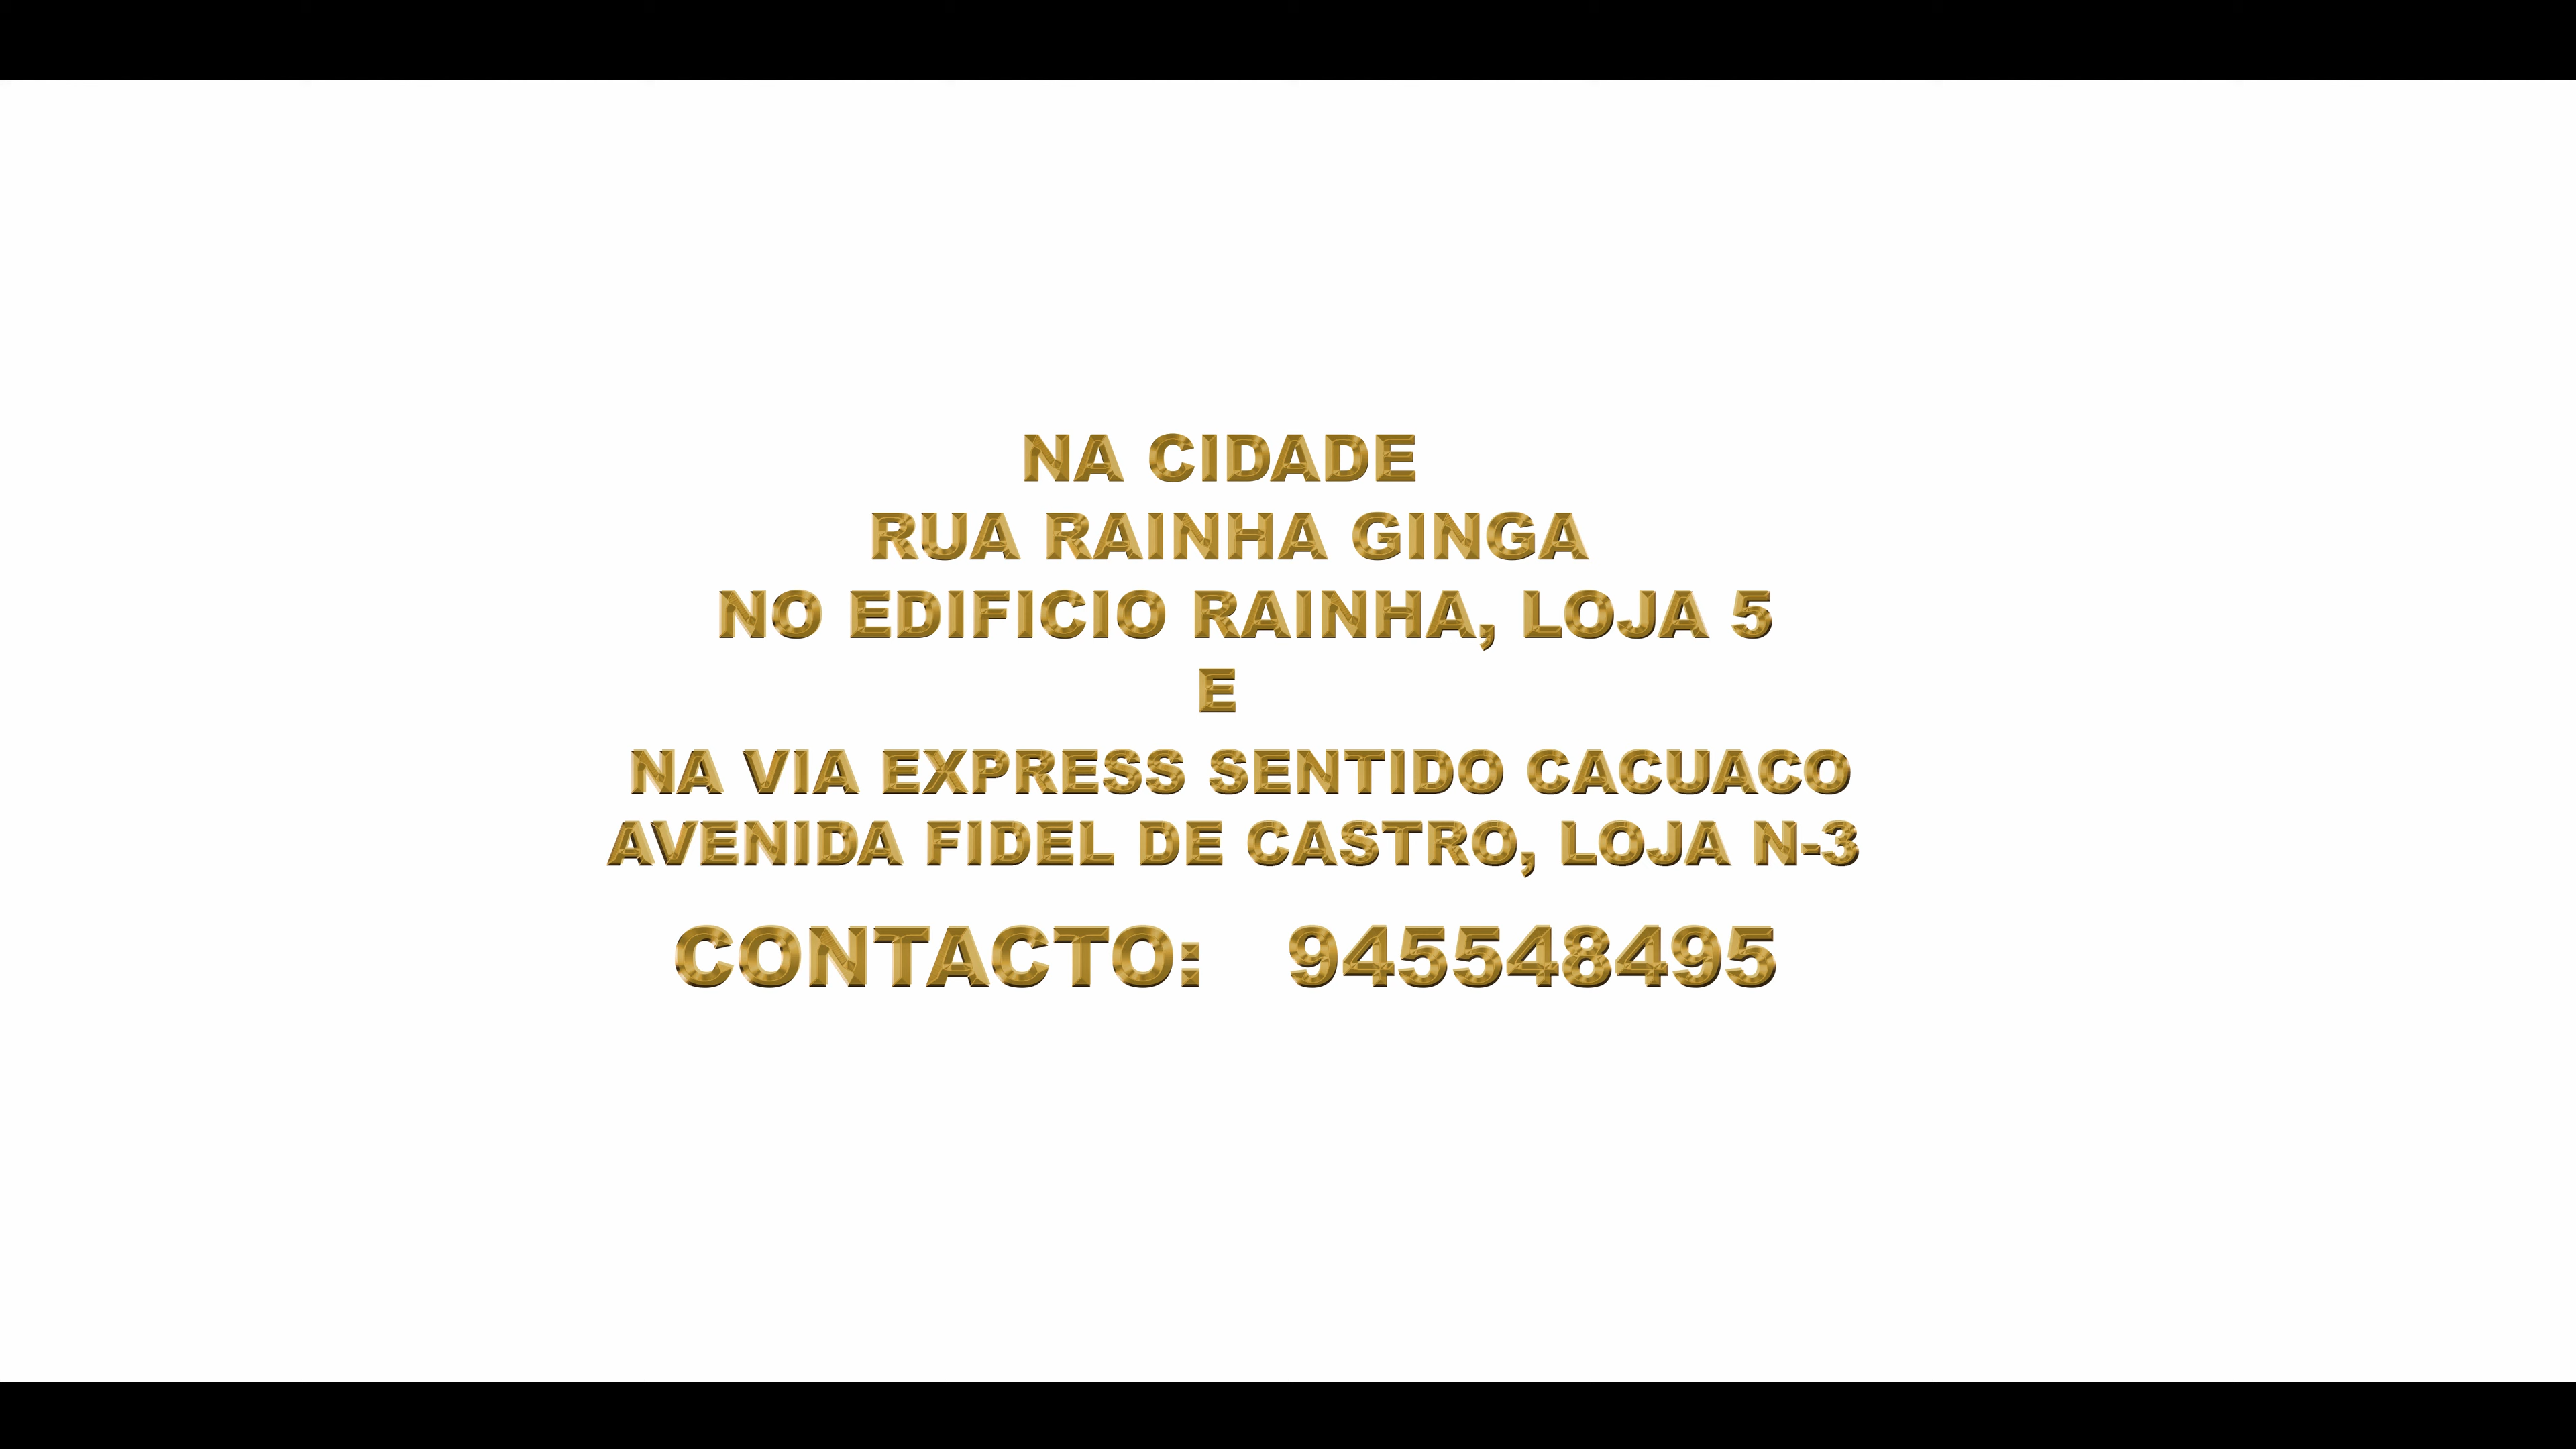 NA CIDADE
RUA RAINHA GINGA
NO EDIFICIO RAINHA, LOJA 5
E
NA VIA EXPRESS SENTIDO CACUACO
AVENIDA FIDEL DE CASTRO, LOJA N-3
CONTACTO: 945548495